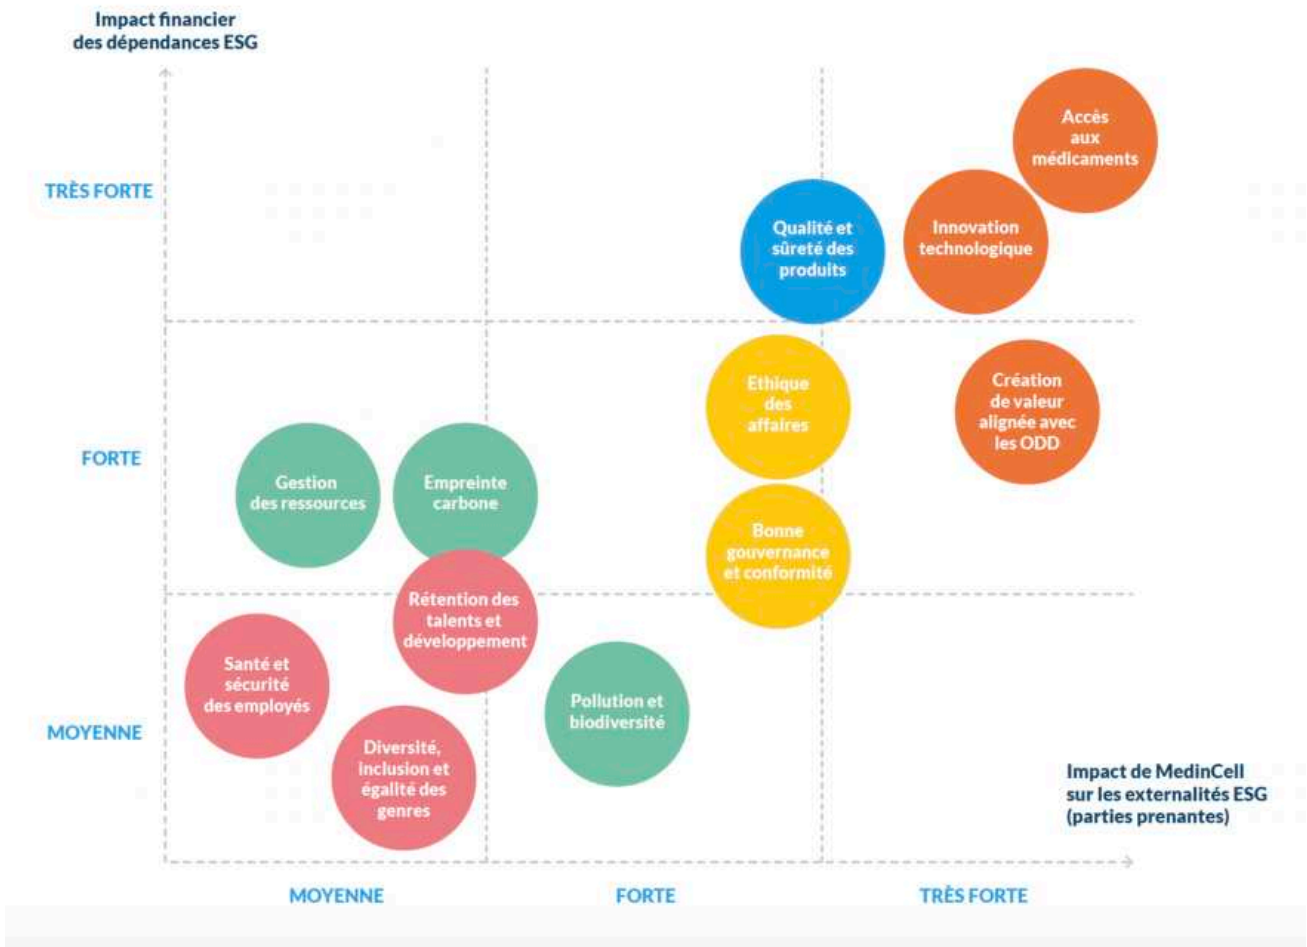 Impact financier
des dépendances ESG
TRÈS FORTE
FORTE
MOYENNE
Accès
aux
médicaments
Innovation
technologique
Qualité et
sûreté des
produits
Ethique
des
affaires
Création
de valeur
alignée avec
les ODD
Gestion
des ressources
Empreinte
carbone
Bonne
gouvernance
et conformité
Rétention des
talents et
développement
Santé et
sécurité
des employés
Pollution et
biodiversité
Diversité,
inclusion et
égalité des
genres
Impact de MedinCell
sur les externalités ESG
(parties prenantes)
MOYENNE
FORTE
TRÈS FORTE